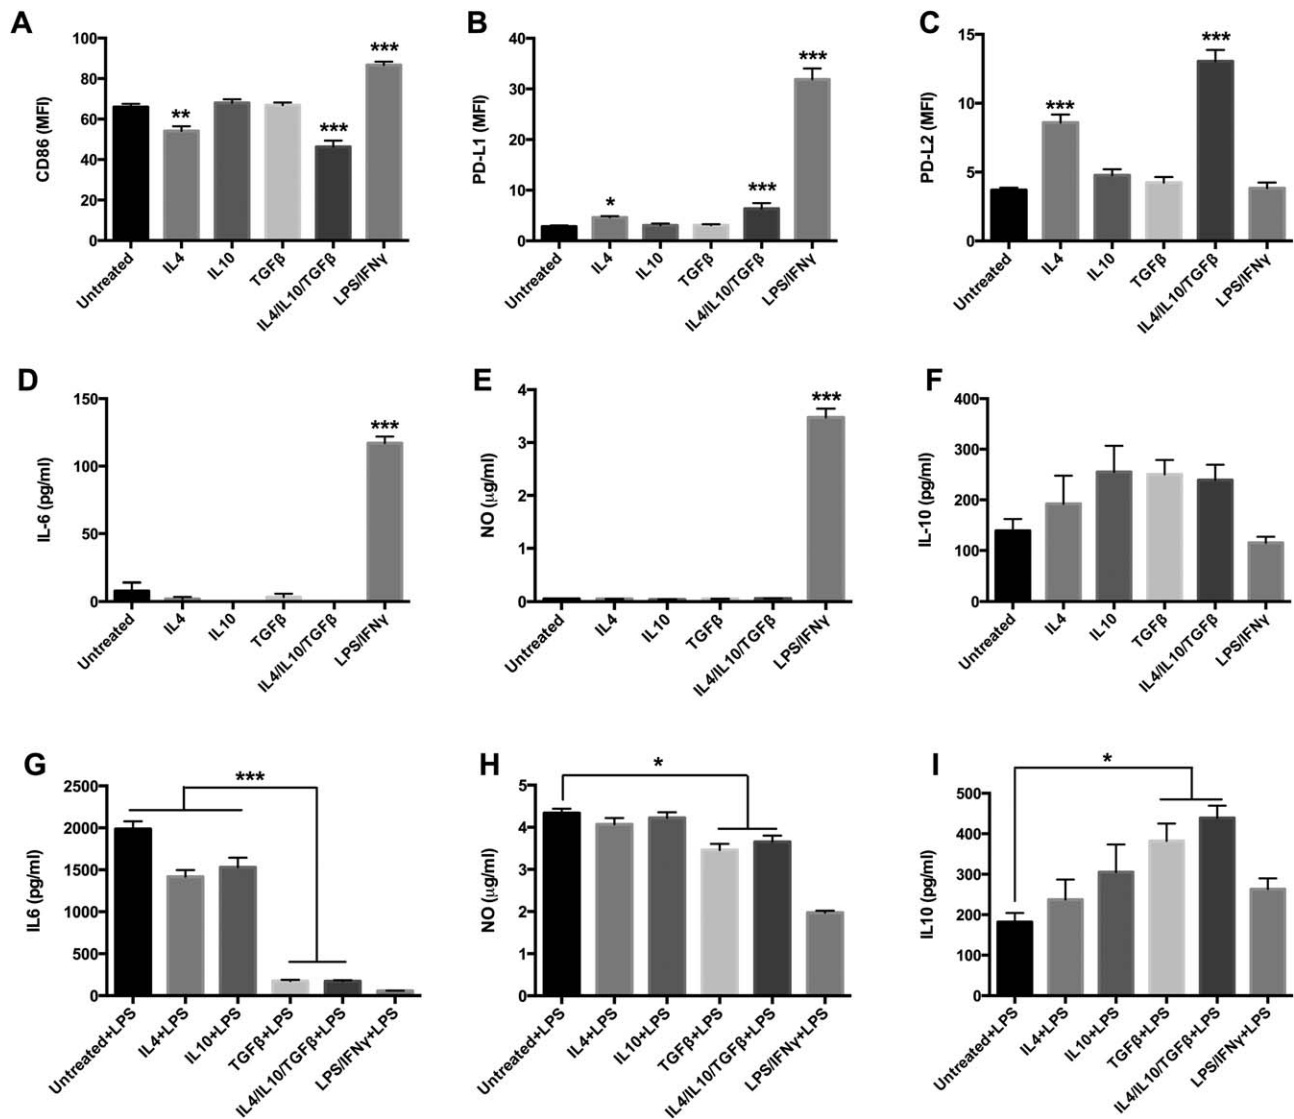 A
CD86 (MFI)
100
80
60
40
20
0
**
***
***
Untreated
IL4
IL10
TGFβ
IL4/IL10/TGFβ
LPS/IFNγ
B
PD-L1 (MFI)
40
30
20
10
0
*
***
***
Untreated
IL4
IL10
TGFβ
IL4/IL10/TGFβ
LPS/IFNγ
C
PD-L2 (MFI)
15
10
5
0
***
***
Untreated
IL4
IL10
TGFβ
IL4/IL10/TGFβ
LPS/IFNγ
D
IL-6 (pg/ml)
150
100
50
0
***
Untreated
IL4
IL10
TGFβ
IL4/IL10/TGFβ
LPS/IFNγ
E
NO (μg/ml)
4
3
2
1
0
***
Untreated
IL4
IL10
TGFβ
IL4/IL10/TGFβ
LPS/IFNγ
F
IL-10 (pg/ml)
400
300
200
100
0
Untreated
IL4
IL10
TGFβ
IL4/IL10/TGFβ
LPS/IFNγ
G
IL6 (pg/ml)
2500
2000
1500
1000
500
0
***
Untreated+LPS
IL4+LPS
IL10+LPS
TGFβ+LPS
IL4/IL10/TGFβ+LPS
LPS/IFNγ+LPS
H
NO (μg/ml)
5
4
3
2
1
0
*
Untreated+LPS
IL4+LPS
IL10+LPS
TGFβ+LPS
IL4/IL10/TGFβ+LPS
LPS/IFNγ+LPS
I
IL10 (pg/ml)
500
400
300
200
100
0
*
Untreated+LPS
IL4+LPS
IL10+LPS
TGFβ+LPS
IL4/IL10/TGFβ+LPS
LPS/IFNγ+LPS